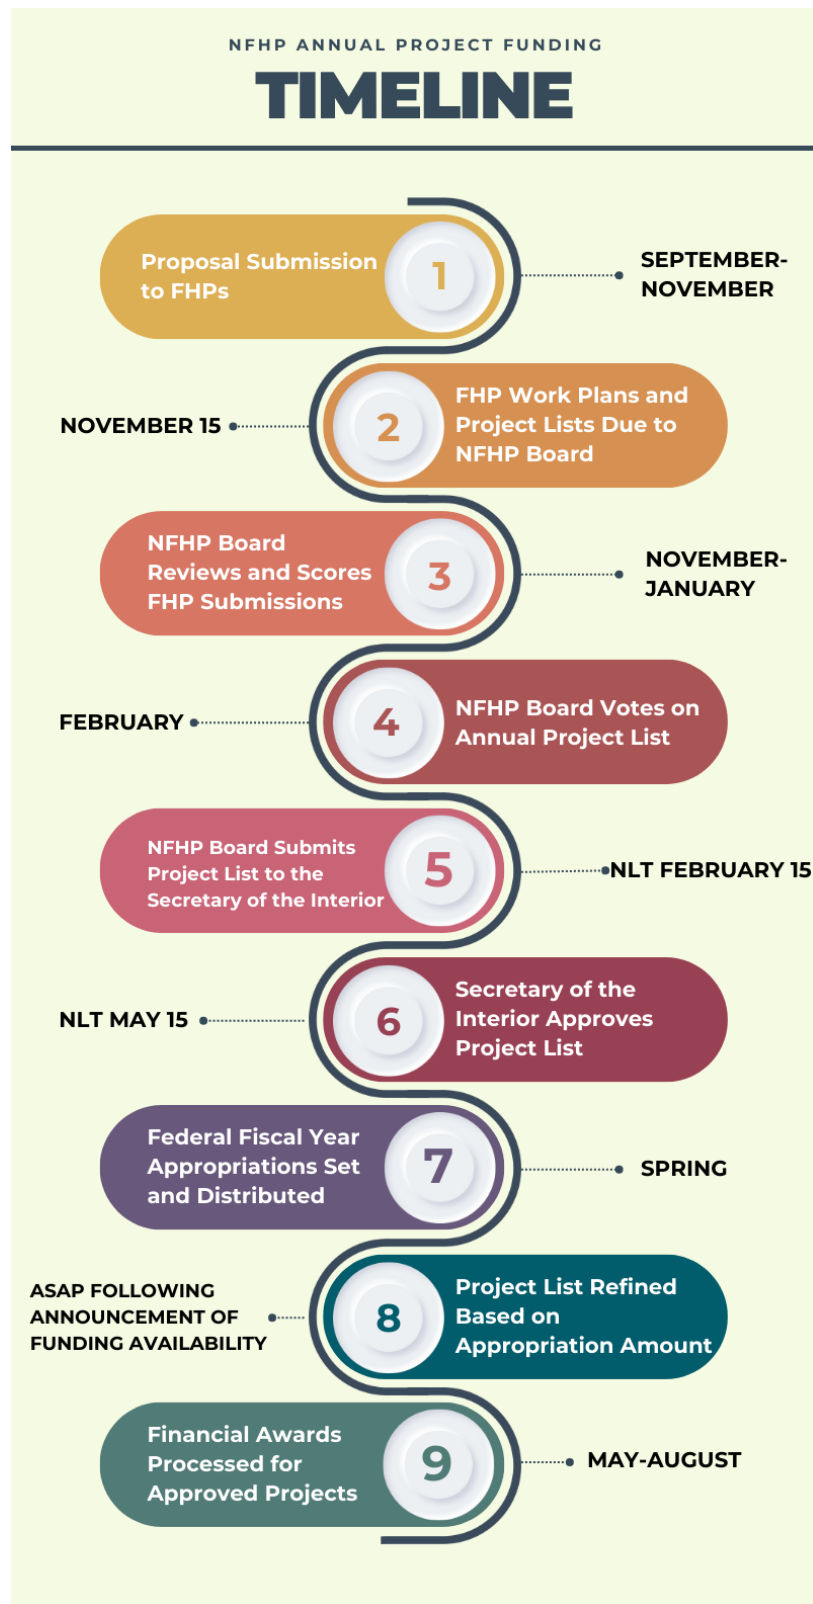 NFHP ANNUAL PROJECT FUNDING
TIMELINE
Proposal Submission
to FHPs
1
SEPTEMBER-
NOVEMBER
NOVEMBER 15
2
FHP Work Plans and
Project Lists Due to
NFHP Board
NFHP Board
Reviews and Scores
FHP Submissions
3
NOVEMBER-
JANUARY
FEBRUARY
4
NFHP Board Votes on
Annual Project List
NFHP Board Submits
Project List to the
Secretary of the Interior
5
NLT FEBRUARY 15
NLT MAY 15
6
Secretary of the
Interior Approves
Project List
Federal Fiscal Year
Appropriations Set
and Distributed
7
SPRING
ASAP FOLLOWING
ANNOUNCEMENT OF
FUNDING AVAILABILITY
8
Project List Refined
Based on
Appropriation Amount
Financial Awards
Processed for
Approved Projects
9
MAY-AUGUST